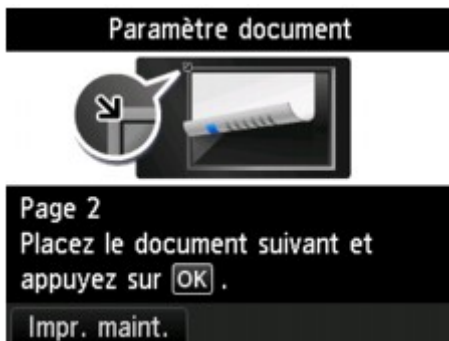 Paramètre document
Page 2
Placez le document suivant et
appuyez sur OK .
Impr. maint.